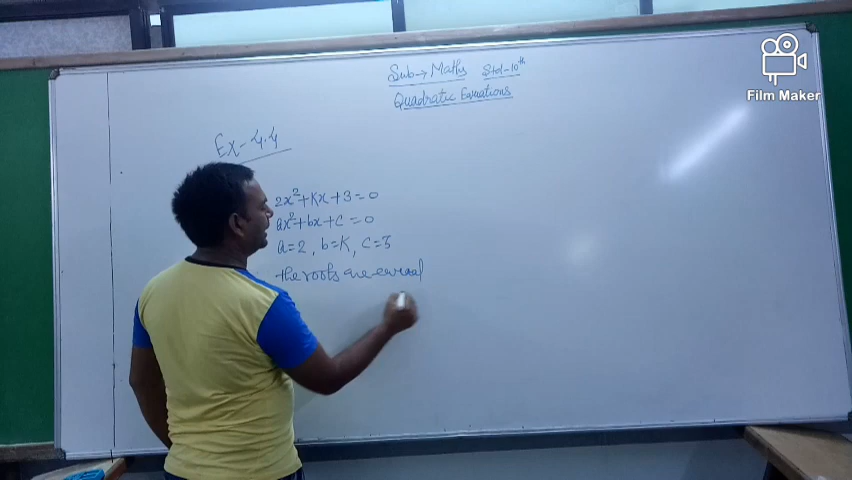 Sub→ Maths Std-10th
Quadratic Equations
Film Maker
Ex-4.4
2x²+Kx+3=0
ax²+bx+c=0
a=2, b=K, c=3
the roots are equal